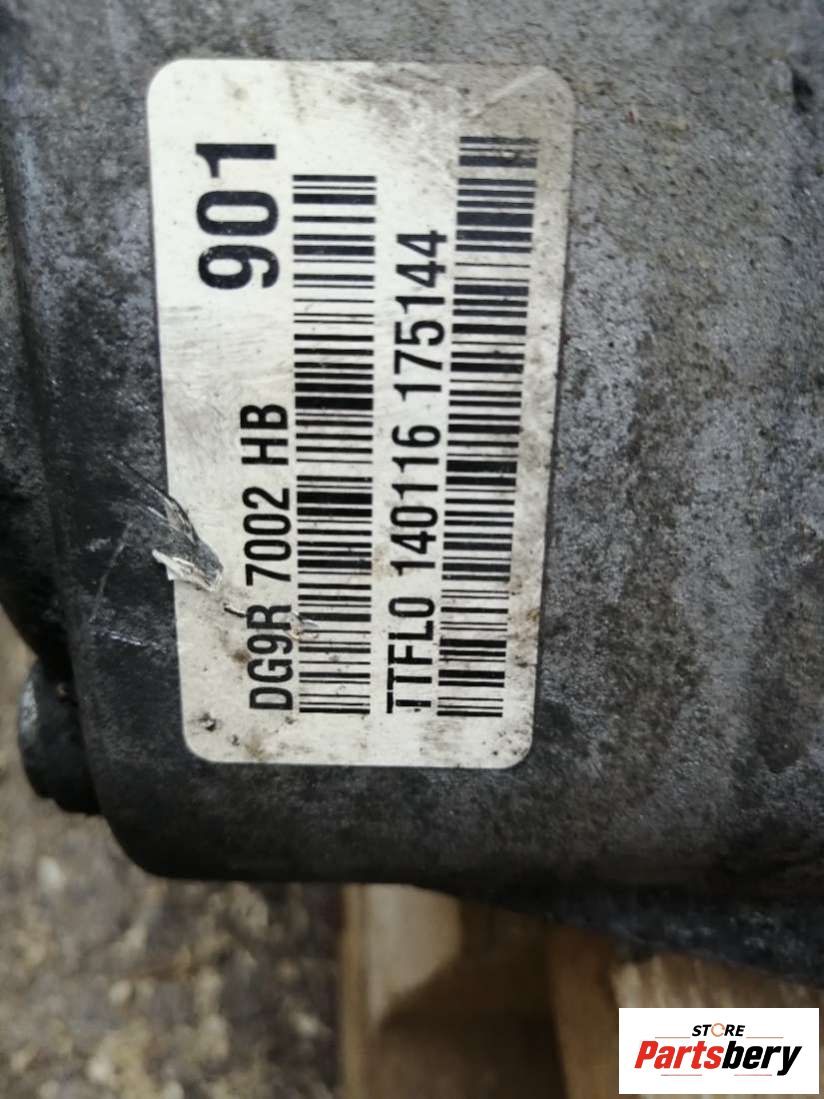 901
DG9R 7002 HB
TTFL0 140116 175144
STORE
Partsbery